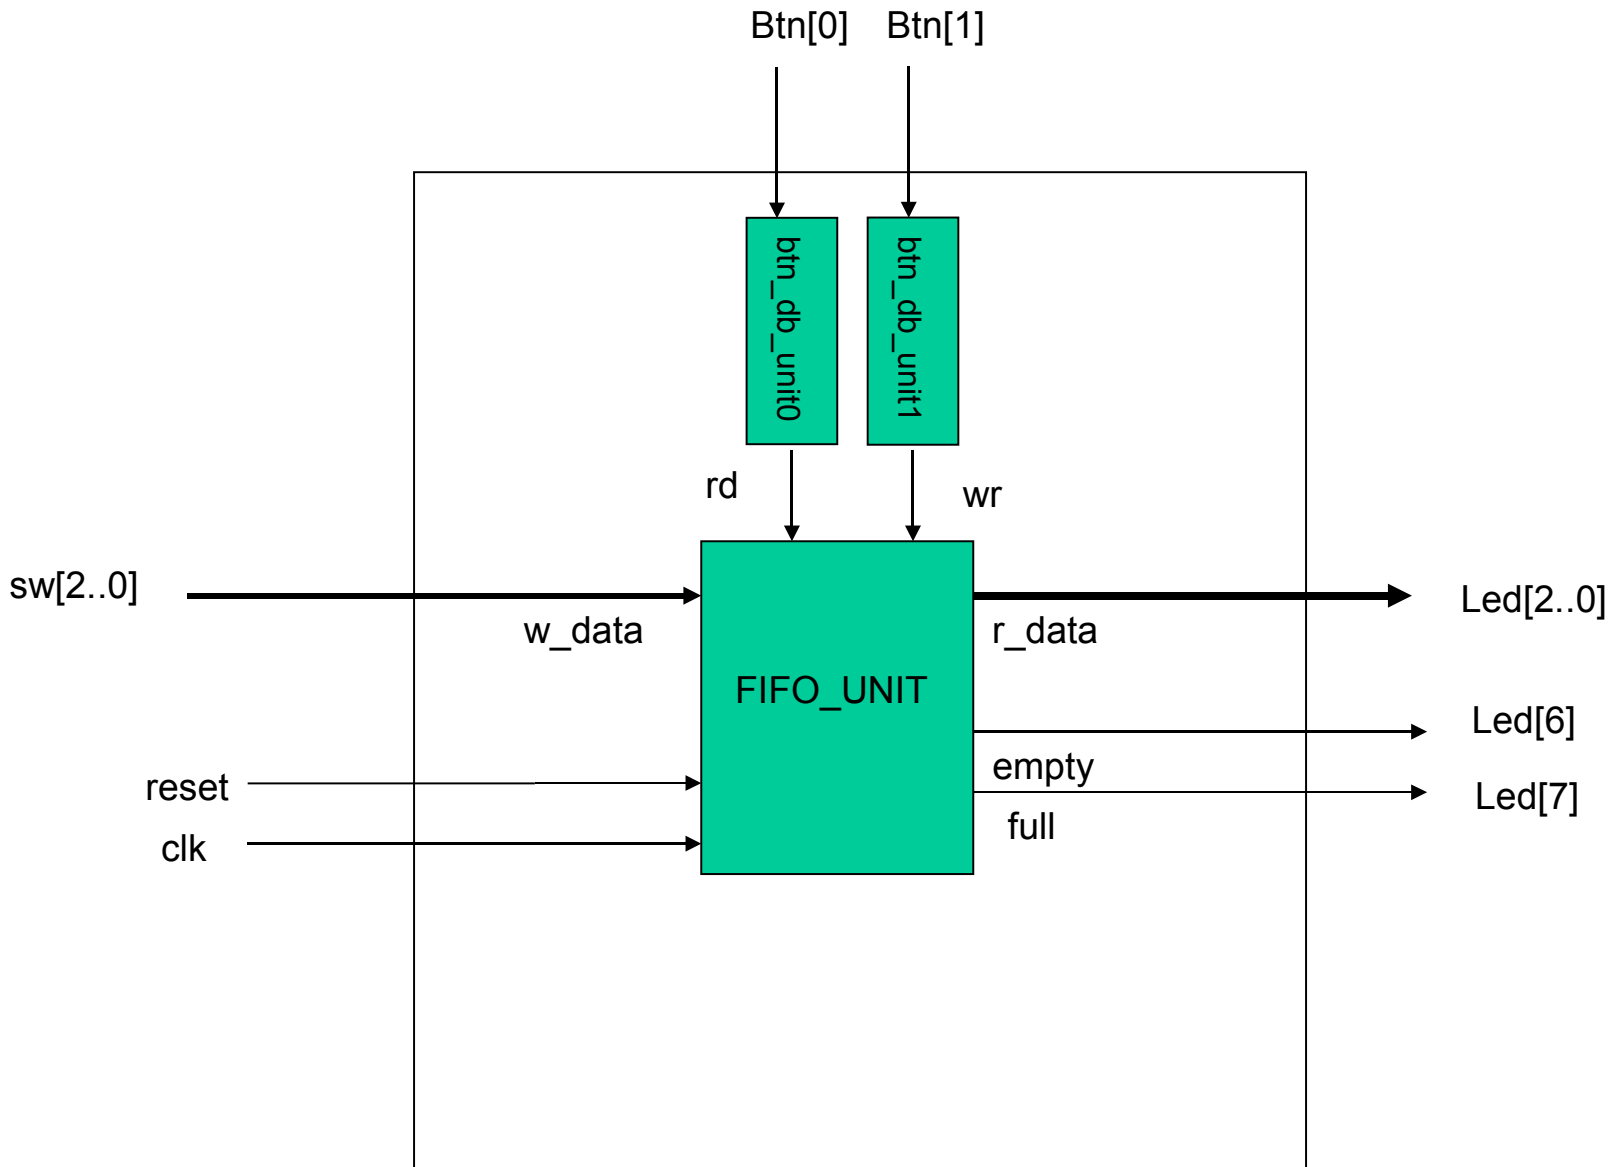 Btn[0] Btn[1]
btn_db_unit0
btn_db_unit1
rd
wr
sw[2..0]
w_data
r_data
Led[2..0]
FIFO_UNIT
Led[6]
empty
reset
Led[7]
full
clk